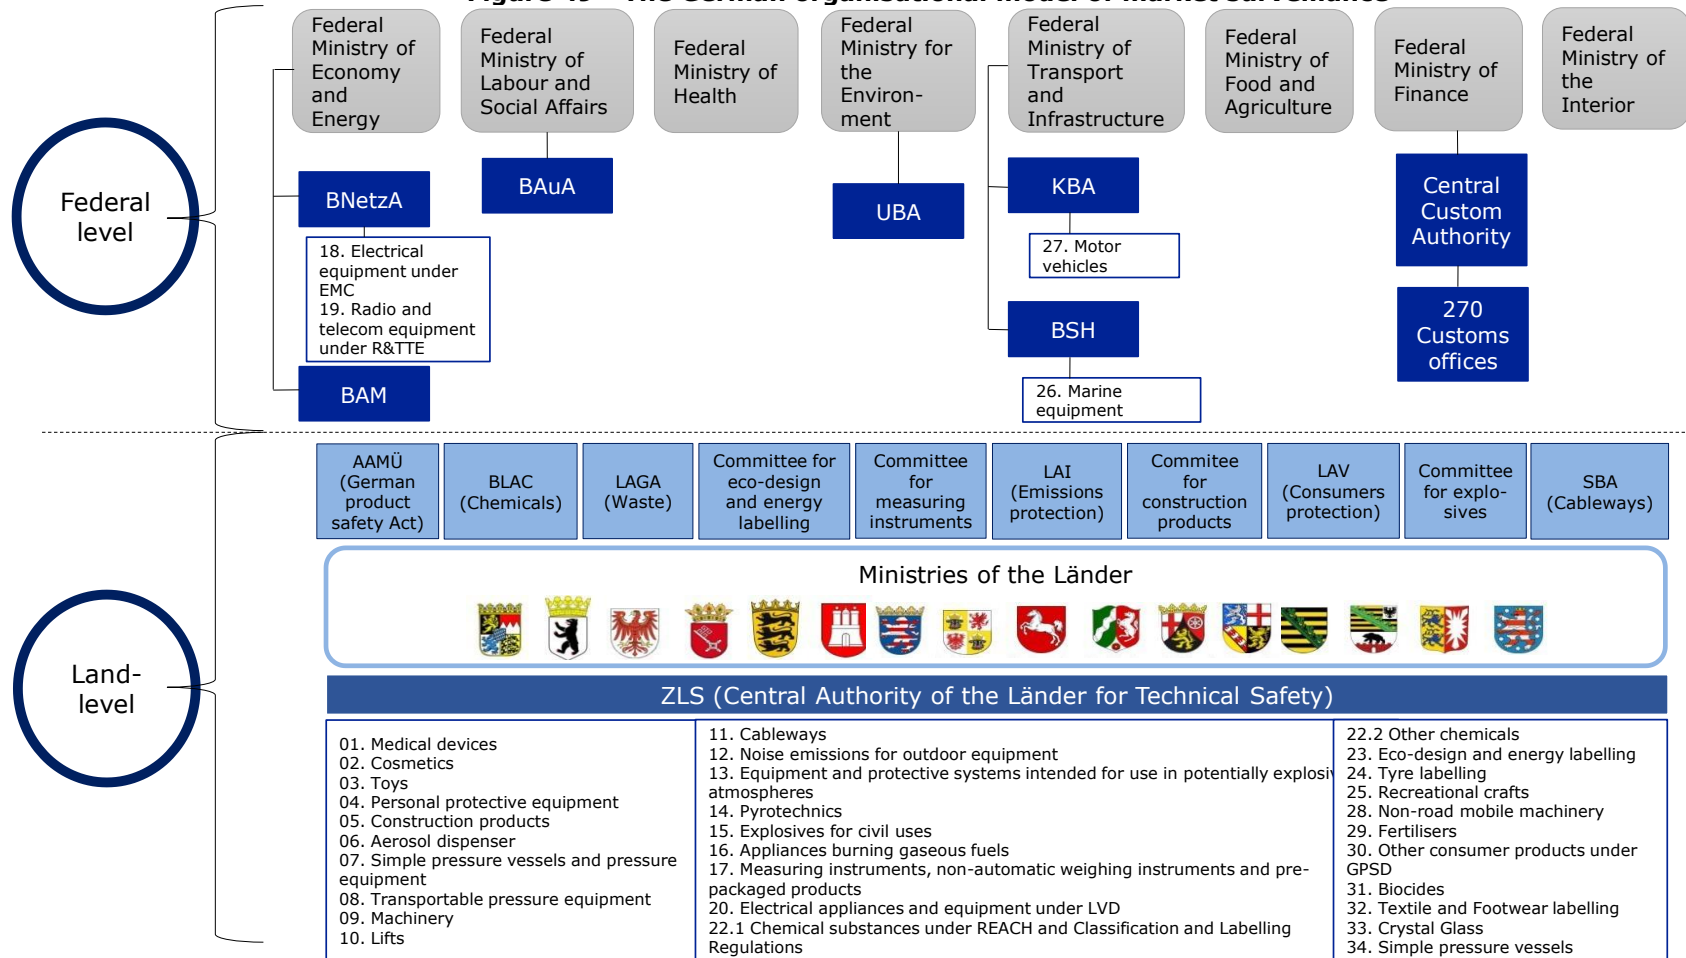 Figure 49 – The German organisational model of market surveillance
Federal
Ministry of
Economy
and
Energy
Federal
Ministry of
Labour and
Social Affairs
Federal
Ministry of
Health
Federal
Ministry for
the
Environ-
ment
Federal
Ministry of
Transport
and
Infrastructure
Federal
Ministry of
Food and
Agriculture
Federal
Ministry of
Finance
Federal
Ministry of
the
Interior
Federal
level
BNetzA
18. Electrical
equipment under
EMC
19. Radio and
telecom equipment
under R&TTE
BAM
BAuA
UBA
KBA
27. Motor
vehicles
BSH
26. Marine
equipment
Central
Custom
Authority
270
Customs
offices
Land-
level
AAMÜ
(German
product
safety Act)
BLAC
(Chemicals)
LAGA
(Waste)
Committee for
eco-design
and energy
labelling
Committee
for
measuring
instruments
LAI
(Emissions
protection)
Commitee
for
construction
products
LAV
(Consumers
protection)
Committee
for explo-
sives
SBA
(Cableways)
Ministries of the Länder
ZLS (Central Authority of the Länder for Technical Safety)
01. Medical devices
02. Cosmetics
03. Toys
04. Personal protective equipment
05. Construction products
06. Aerosol dispenser
07. Simple pressure vessels and pressure
equipment
08. Transportable pressure equipment
09. Machinery
10. Lifts
11. Cableways
12. Noise emissions for outdoor equipment
13. Equipment and protective systems intended for use in potentially explosiv
atmospheres
14. Pyrotechnics
15. Explosives for civil uses
16. Appliances burning gaseous fuels
17. Measuring instruments, non-automatic weighing instruments and pre-
packaged products
20. Electrical appliances and equipment under LVD
22.1 Chemical substances under REACH and Classification and Labelling
Regulations
22.2 Other chemicals
23. Eco-design and energy labelling
24. Tyre labelling
25. Recreational crafts
28. Non-road mobile machinery
29. Fertilisers
30. Other consumer products under
GPSD
31. Biocides
32. Textile and Footwear labelling
33. Crystal Glass
34. Simple pressure vessels